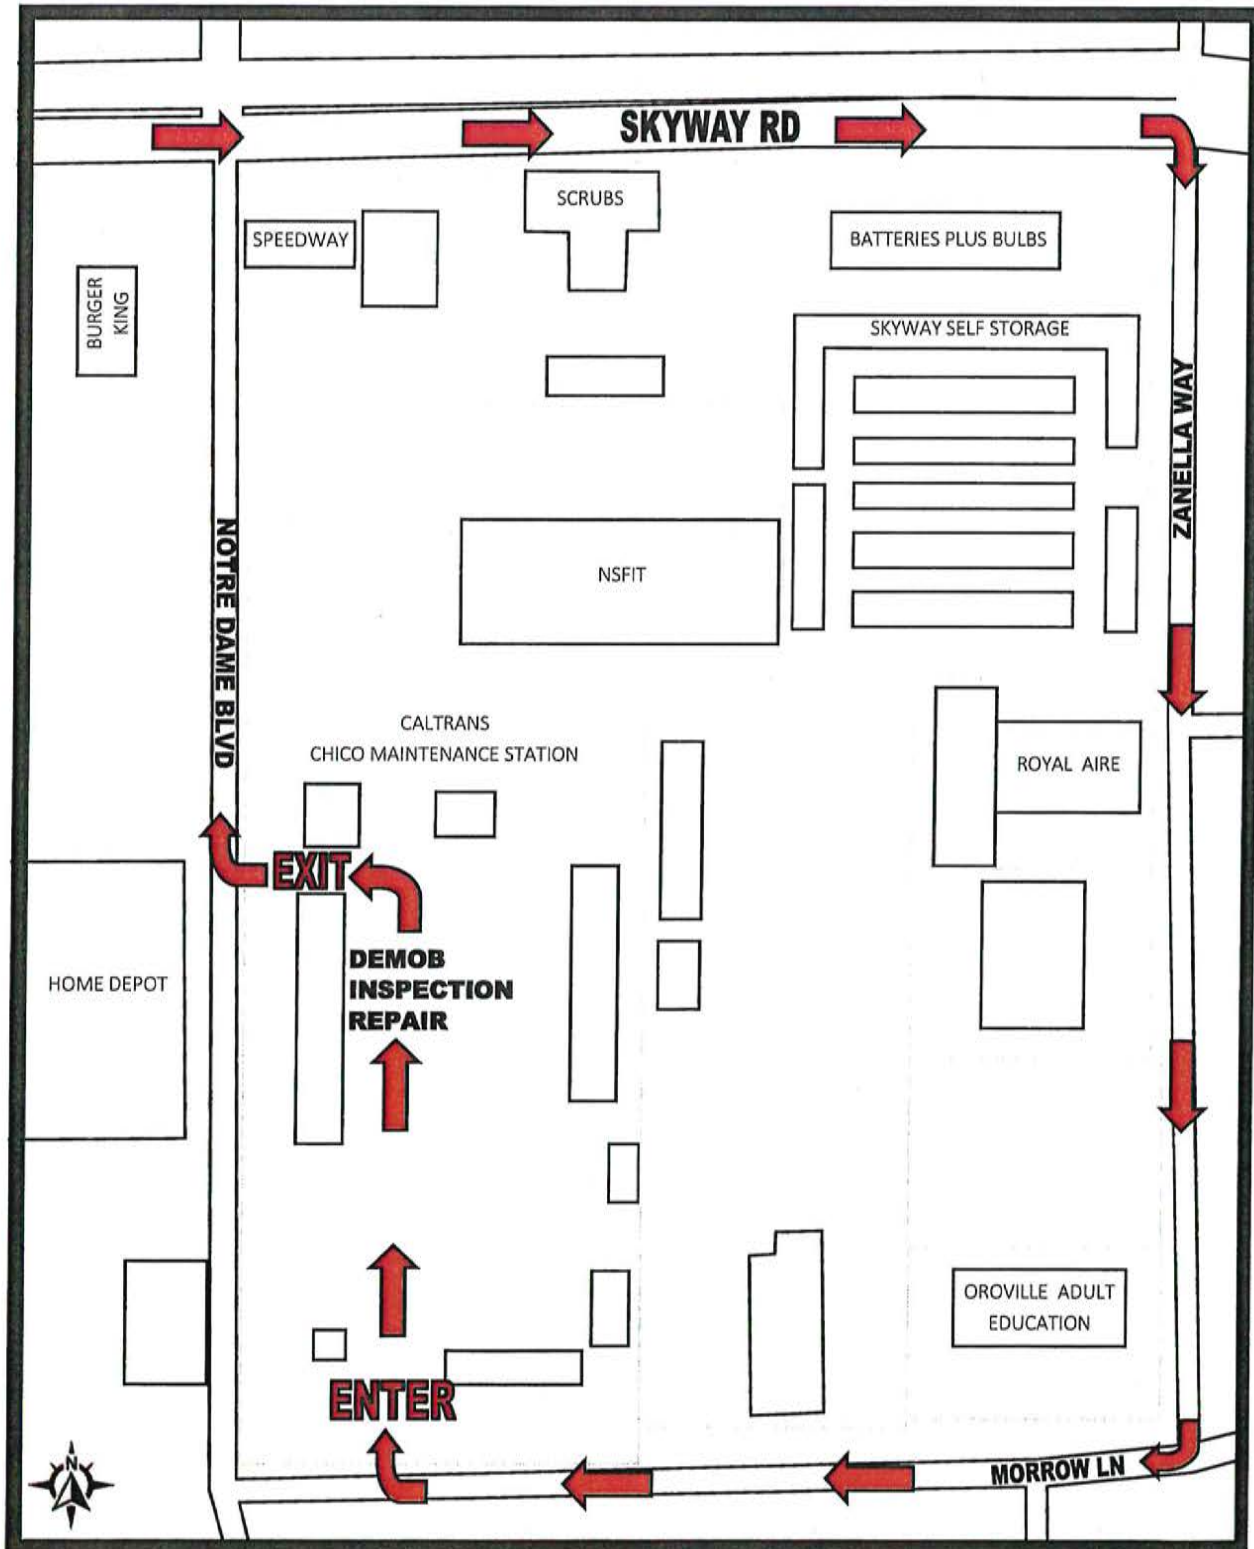 SKYWAY RD
SCRUBS
SPEEDWAY
BATTERIES PLUS BULBS
BURGER
KING
SKYWAY SELF STORAGE
ZANELLA WAY
NOTRE DAME BLVD
NSFIT
CALTRANS
CHICO MAINTENANCE STATION
ROYAL AIRE
EXIT
HOME DEPOT
DEMOB
INSPECTION
REPAIR
OROVILLE ADULT
EDUCATION
ENTER
MORROW LN
N